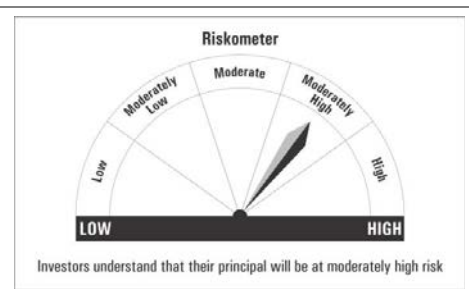 Riskometer
Low
Moderately
Low
Moderate
Moderately
High
High
LOW
HIGH
Investors understand that their principal will be at moderately high risk